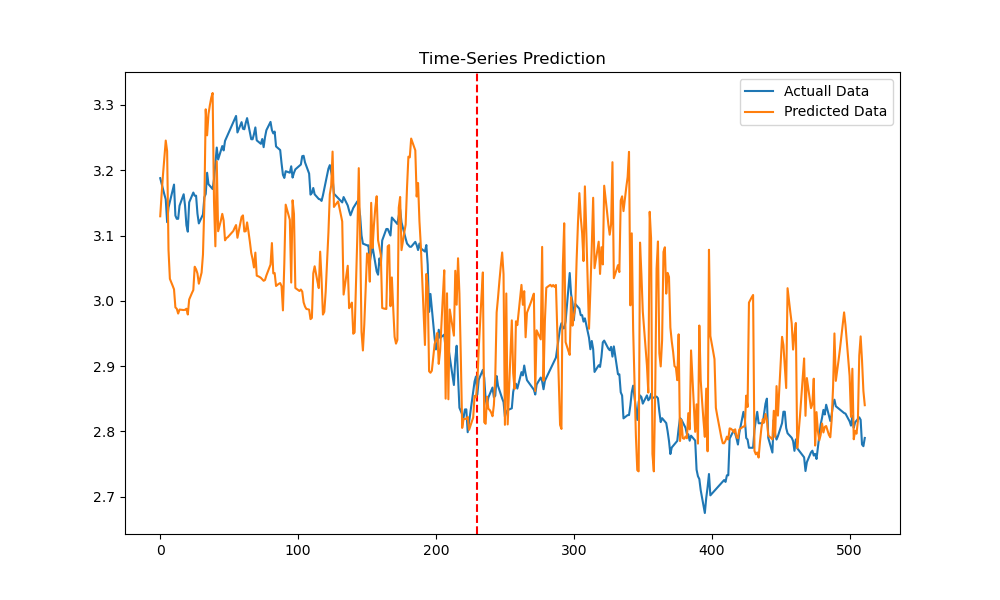 Time-Series Prediction
Actuall Data
Predicted Data
3.3
3.2
3.1
3.0
2.9
2.8
2.7
0 100 200 300 400 500